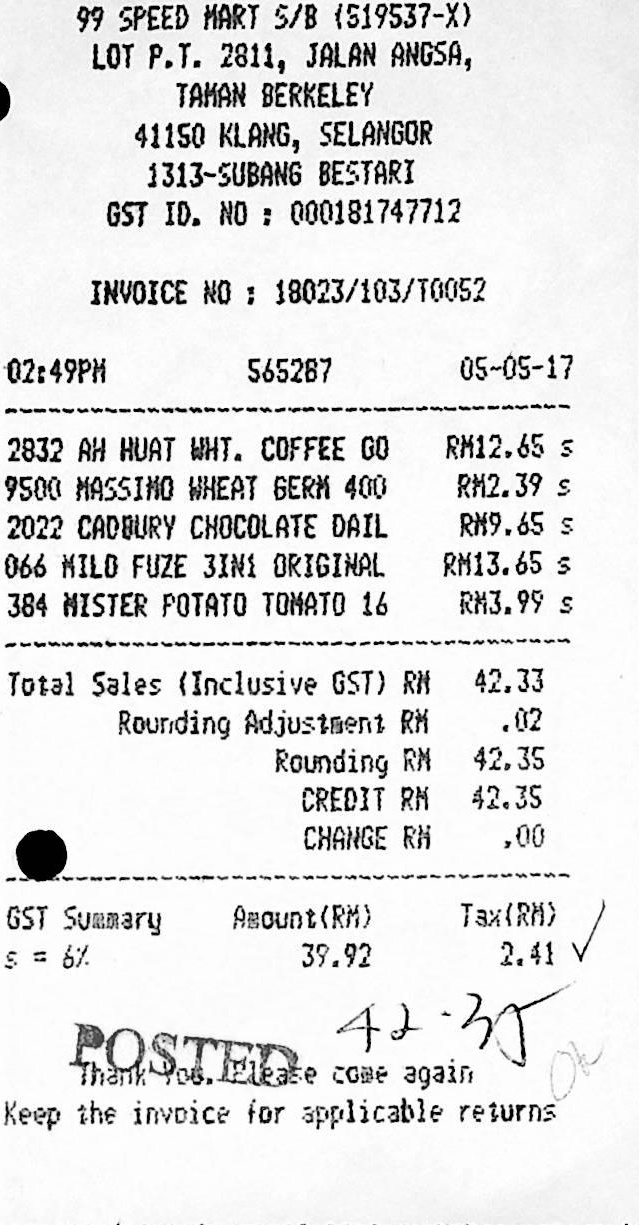 99 SPEED MART S/B (519537-X)
LOT P.T. 2811, JALAN ANGSA,
TAMAN BERKELEY
41150 KLANG, SELANGOR
1313-SUBANG BESTARI
GST ID. NO : 000181747712
INVOICE NO : 18023/103/T0052
02:49PM 565287 05-05-17
2832 AH HUAT WHT. COFFEE GO RM12.65 s
9500 MASSIMO WHEAT GERM 400 RM2.39 s
2022 CADBURY CHOCOLATE DAIL RM9.65 s
066 MILO FUZE 3IN1 ORIGINAL RM13.65 s
384 MISTER POTATO TOMATO 16 RM3.99 s
Total Sales (Inclusive GST) RM 42.33
Rounding Adjustment RM .02
Rounding RM 42.35
CREDIT RM 42.35
CHANGE RM .00
GST Summary Amount(RM) Tax(RM)
s = 6% 39.92 2.41
42.35
POSTED
Thank You. Please come again
Keep the invoice for applicable returns